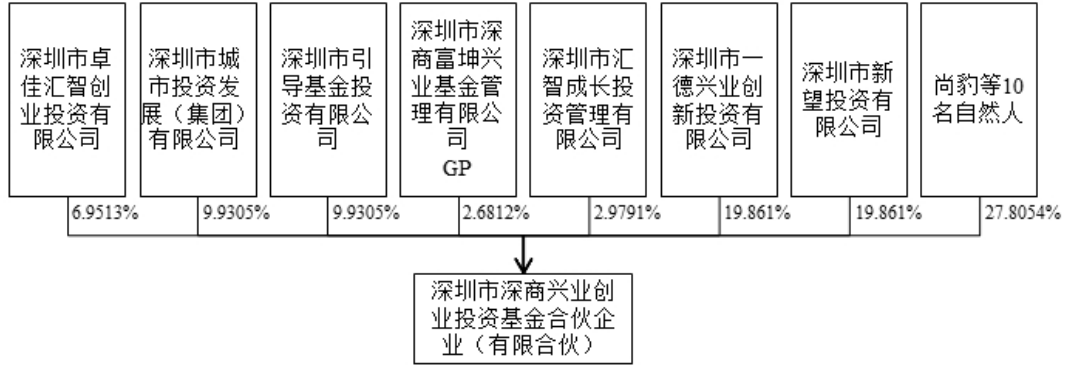 深圳市卓
佳汇智创
业投资有
限公司
深圳市城
市投资发
展（集团）
有限公司
深圳市引
导基金投
资有限公
司
深圳市深
商富坤兴
业基金管
理有限公
司
GP
深圳市汇
智成长投
资管理有
限公司
深圳市一
德兴业创
新投资有
限公司
深圳市新
望投资有
限公司
尚豹等10
名自然人
6.9513%
9.9305%
9.9305%
2.6812%
2.9791%
19.861%
19.861%
27.8054%
深圳市深商兴业创
业投资基金合伙企
业（有限合伙）